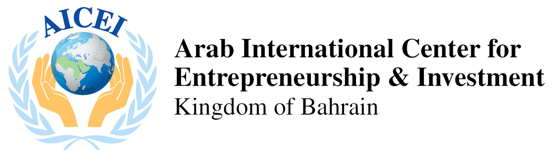 AICEI
Arab International Center for
Entrepreneurship & Investment
Kingdom of Bahrain